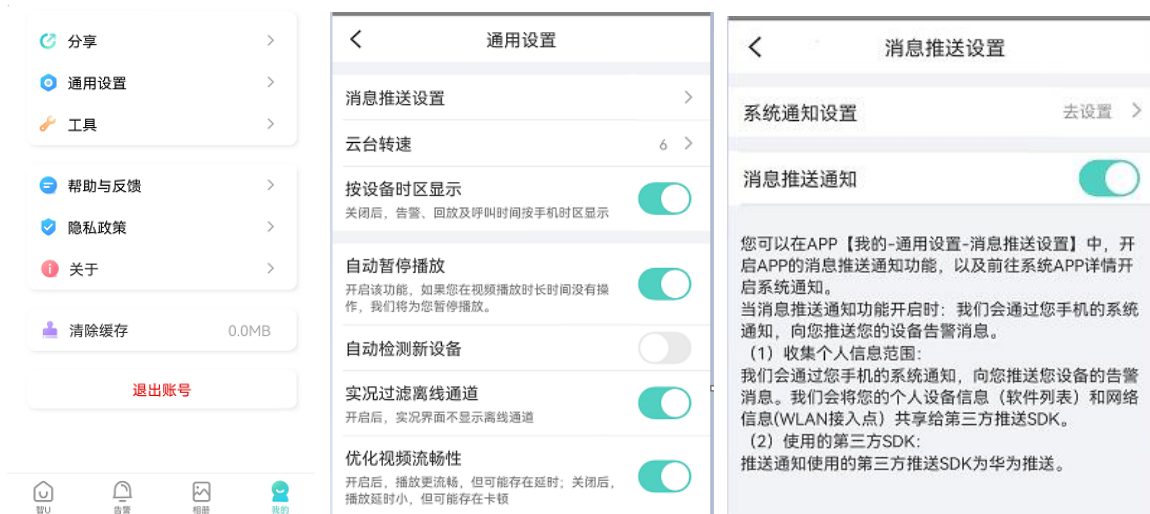 分享
通用设置
工具
帮助与反馈
隐私政策
关于
清除缓存 0.0MB
退出账号
智U 告警 相册 我的
通用设置
消息推送设置
云台转速 6
按设备时区显示
关闭后，告警、回放及呼叫时间按手机时区显示
自动暂停播放
开启该功能，如果您在视频播放时长时间没有操
作，我们将为您暂停播放。
自动检测新设备
实况过滤离线通道
开启后，实况界面不显示离线通道
优化视频流畅性
开启后，播放更流畅，但可能存在延时；关闭后，
播放延时小，但可能存在卡顿
消息推送设置
系统通知设置 去设置
消息推送通知
您可以在APP【我的-通用设置-消息推送设置】中，开
启APP的消息推送通知功能，以及前往系统APP详情开
启系统通知。
当消息推送通知功能开启时：我们会通过您手机的系统
通知，向您推送您的设备告警消息。
（1）收集个人信息范围：
我们会通过您手机的系统通知，向您推送您设备的告警
消息。我们会将您的个人设备信息（软件列表）和网络
信息(WLAN接入点）共享给第三方推送SDK。
（2）使用的第三方SDK：
推送通知使用的第三方推送SDK为华为推送。